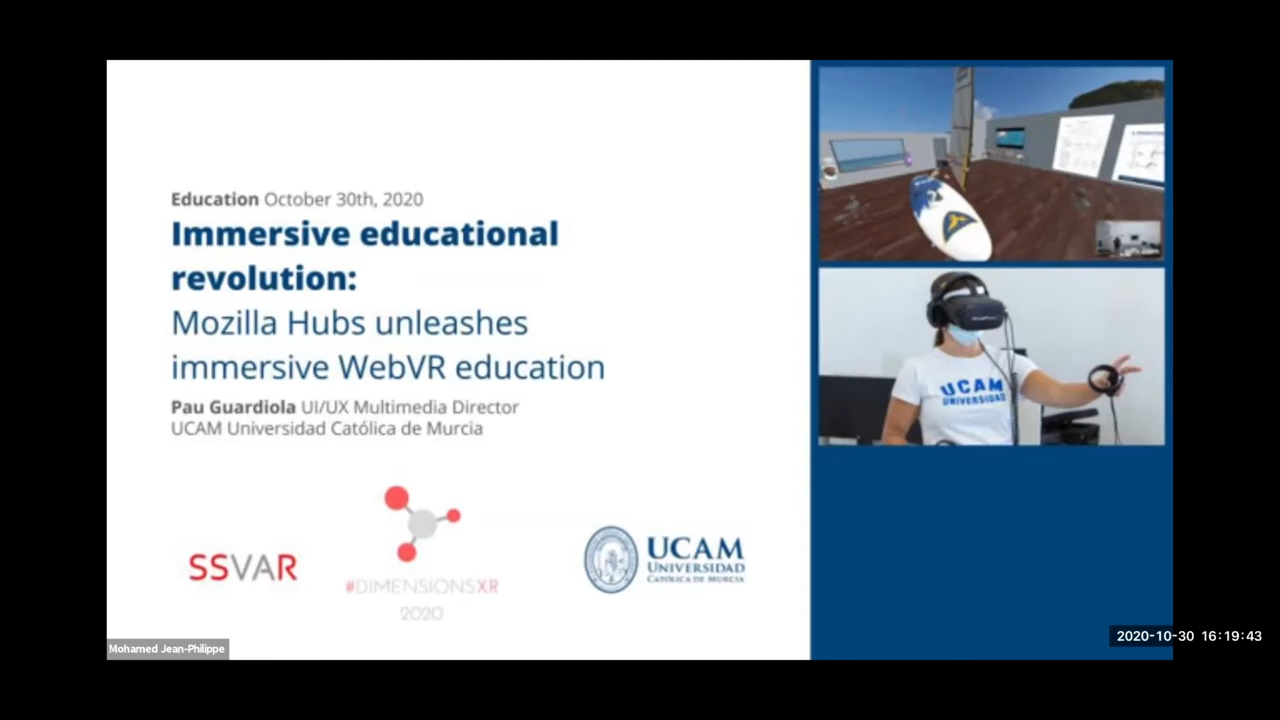 Education October 30th, 2020
Immersive educational
revolution:
Mozilla Hubs unleashes
immersive WebVR education
Pau Guardiola UI/UX Multimedia Director
UCAM Universidad Católica de Murcia
SSVAR
#DIMENSIONSXR
2020
UCAM
UNIVERSIDAD
CATÓLICA DE MURCIA
UCAM
UNIVERSIDAD
Mohamed Jean-Philippe
2020-10-30 16:19:43